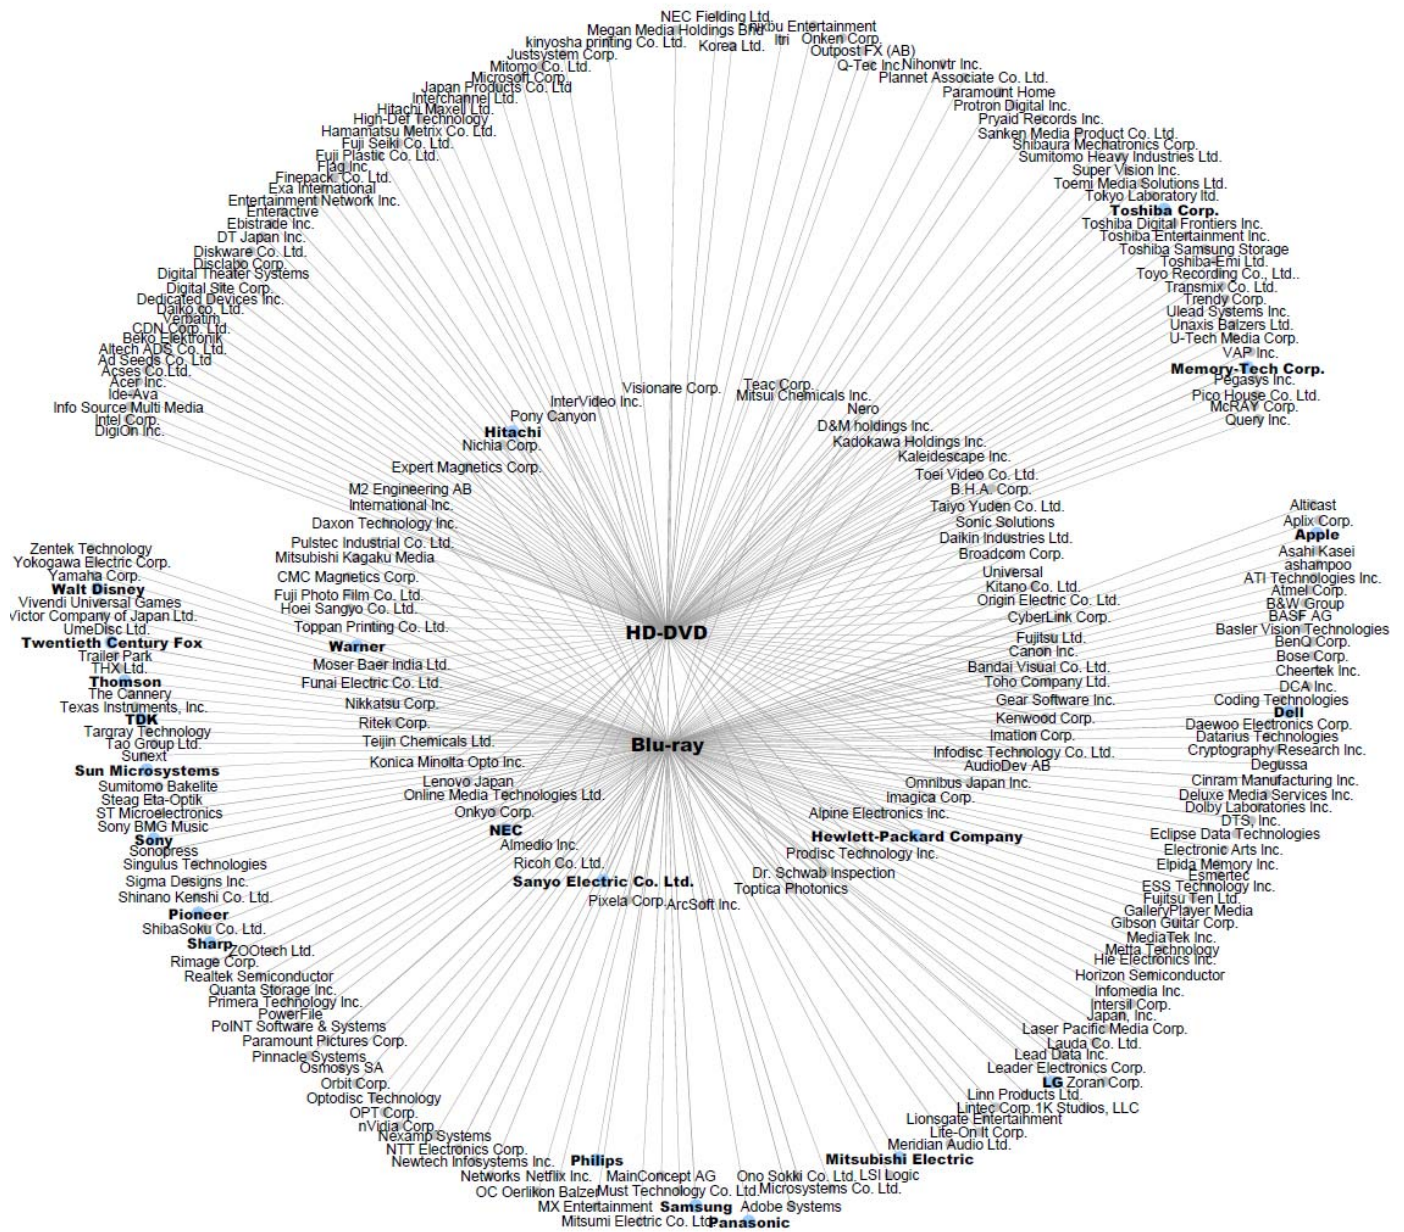 NEC Fielding Ltd.
Entertainment
Megan Media Holdings Bhd
Itri
Onken Corp.
kinyosha printing Co. Ltd.
Korea Ltd.
Outpost FX (AB)
Justsystem Corp.
Q-Tec Inc.
Nihonvtr Inc.
Mitomo Co. Ltd.
Plannet Associate Co. Ltd.
Microsoft Corp.
Japan Products Co. Ltd
Paramount Home
Interchannel Ltd.
Protron Digital Inc.
Hitachi Maxell Ltd.
Pryaid Records Inc.
High-Def Technology
Hamamatsu Metrix Co. Ltd.
Sanken Media Product Co. Ltd.
Fuji Seiki Co. Ltd.
Shibaura Mechatronics Corp.
Fuji Plastic Co. Ltd.
Sumitomo Heavy Industries Ltd.
Flag Inc.
Super Vision Inc.
Finepack Co. Ltd.
Toemi Media Solutions Ltd.
Exa International
Tokyo Laboratory ltd.
Entertainment Network Inc.
Toshiba Corp.
Enteractive
Toshiba Digital Frontiers Inc.
Ebistrade Inc.
Toshiba Entertainment Inc.
DT Japan Inc.
Toshiba Samsung Storage
Diskware Co. Ltd.
Toshiba-Emi Ltd.
Disclabo Corp.
Toyo Recording Co., Ltd..
Digital Theater Systems
Transmix Co. Ltd.
Digital Site Corp.
Trendy Corp.
Dedicated Devices Inc.
Ulead Systems Inc.
Daiko co. Ltd.
Unaxis Balzers Ltd.
Verbatim
U-Tech Media Corp.
CDN Corp. Ltd.
VAP Inc.
Beko Elektronik
Memory-Tech Corp.
Altech ADS Co. Ltd.
Pegasys Inc.
Ad Seeds Co. Ltd
Pico House Co. Ltd.
Acses Co.Ltd.
McRAY Corp.
Acer Inc.
Query Inc.
Ide-Ava
Info Source Multi Media
Intel Corp.
DigiOn Inc.
Visionare Corp.
Teac Corp.
Mitsui Chemicals Inc.
InterVideo Inc.
Nero
Pony Canyon
D&M holdings Inc.
Hitachi
Kadokawa Holdings Inc.
Nichia Corp.
Kaleidescape Inc.
Expert Magnetics Corp.
Toei Video Co. Ltd.
M2 Engineering AB
B.H.A. Corp.
International Inc.
Taiyo Yuden Co. Ltd.
Daxon Technology Inc.
Sonic Solutions
Pulstec Industrial Co. Ltd.
Daikin Industries Ltd.
Mitsubishi Kagaku Media
Broadcom Corp.
CMC Magnetics Corp.
Universal
Fuji Photo Film Co. Ltd.
Kitano Co. Ltd.
Hoei Sangyo Co. Ltd.
Origin Electric Co. Ltd.
Toppan Printing Co. Ltd.
CyberLink Corp.
HD-DVD
Warner
Fujitsu Ltd.
Canon Inc.
Moser Baer India Ltd.
Bandai Visual Co. Ltd.
Funai Electric Co. Ltd.
Toho Company Ltd.
Nikkatsu Corp.
Gear Software Inc.
Ritek Corp.
Kenwood Corp.
Teijin Chemicals Ltd.
Imation Corp.
Blu-ray
Konica Minolta Opto Inc.
Infodisc Technology Co. Ltd.
AudioDev AB
Lenovo Japan
Omnibus Japan Inc.
Online Media Technologies Ltd.
Imagica Corp.
Onkyo Corp.
Alpine Electronics Inc.
NEC
Hewlett-Packard Company
Almedio Inc.
Prodisc Technology Inc.
Ricoh Co. Ltd.
Dr. Schwab Inspection
Sanyo Electric Co. Ltd.
Toptica Photonics
Pixela Corp.
ArcSoft Inc.
Zentek Technology
Yokogawa Electric Corp.
Yamaha Corp.
Walt Disney
Vivendi Universal Games
Victor Company of Japan Ltd.
UmeDisc Ltd.
Twentieth Century Fox
Trailer Park
THX Ltd.
Thomson
The Cannery
Texas Instruments, Inc.
TDK
Targray Technology
Tao Group Ltd.
Sunext
Sun Microsystems
Sumitomo Bakelite
Steag Eta-Optik
ST Microelectronics
Sony BMG Music
Sony
Sonopress
Singulus Technologies
Sigma Designs Inc.
Shinano Kenshi Co. Ltd.
Pioneer
ShibaSoku Co. Ltd.
Sharp
ZOOtech Ltd.
Rimage Corp.
Realtek Semiconductor
Quanta Storage Inc.
Primera Technology Inc.
PowerFile
PoINT Software & Systems
Paramount Pictures Corp.
Pinnacle Systems
Osmosys SA
Orbit Corp.
Optodisc Technology
OPT Corp.
nVidia Corp.
Nexamp Systems
NTT Electronics Corp.
Newtech Infosystems Inc.
Networks
Netflix Inc.
OC Oerlikon Balzer
MX Entertainment
Mitsumi Electric Co. Ltd.
Philips
MainConcept AG
Must Technology Co. Ltd.
Samsung
Panasonic
Adobe Systems
Ono Sokki Co. Ltd.
Microsystems Co. Ltd.
LSI Logic
Mitsubishi Electric
Meridian Audio Ltd.
Lite-On It Corp.
Lionsgate Entertainment
Lintec Corp.
1K Studios, LLC
Linn Products Ltd.
LG
Zoran Corp.
Leader Electronics Corp.
Lead Data Inc.
Lauda Co. Ltd.
Laser Pacific Media Corp.
Japan, Inc.
Intersil Corp.
Infomedia Inc.
Horizon Semiconductor
Hie Electronics Inc.
Metta Technology
MediaTek Inc.
Gibson Guitar Corp.
GalleryPlayer Media
Fujitsu Ten Ltd.
ESS Technology Inc.
Esmertec
Elpida Memory Inc.
Electronic Arts Inc.
Eclipse Data Technologies
DTS, Inc.
Dolby Laboratories Inc.
Deluxe Media Services Inc.
Cinram Manufacturing Inc.
Degussa
Cryptography Research Inc.
Datarius Technologies
Daewoo Electronics Corp.
Dell
Coding Technologies
DCA Inc.
Cheertek Inc.
Bose Corp.
BenQ Corp.
Basler Vision Technologies
BASF AG
B&W Group
Atmel Corp.
ATI Technologies Inc.
ashampoo
Asahi Kasei
Apple
Aplix Corp.
Alticast